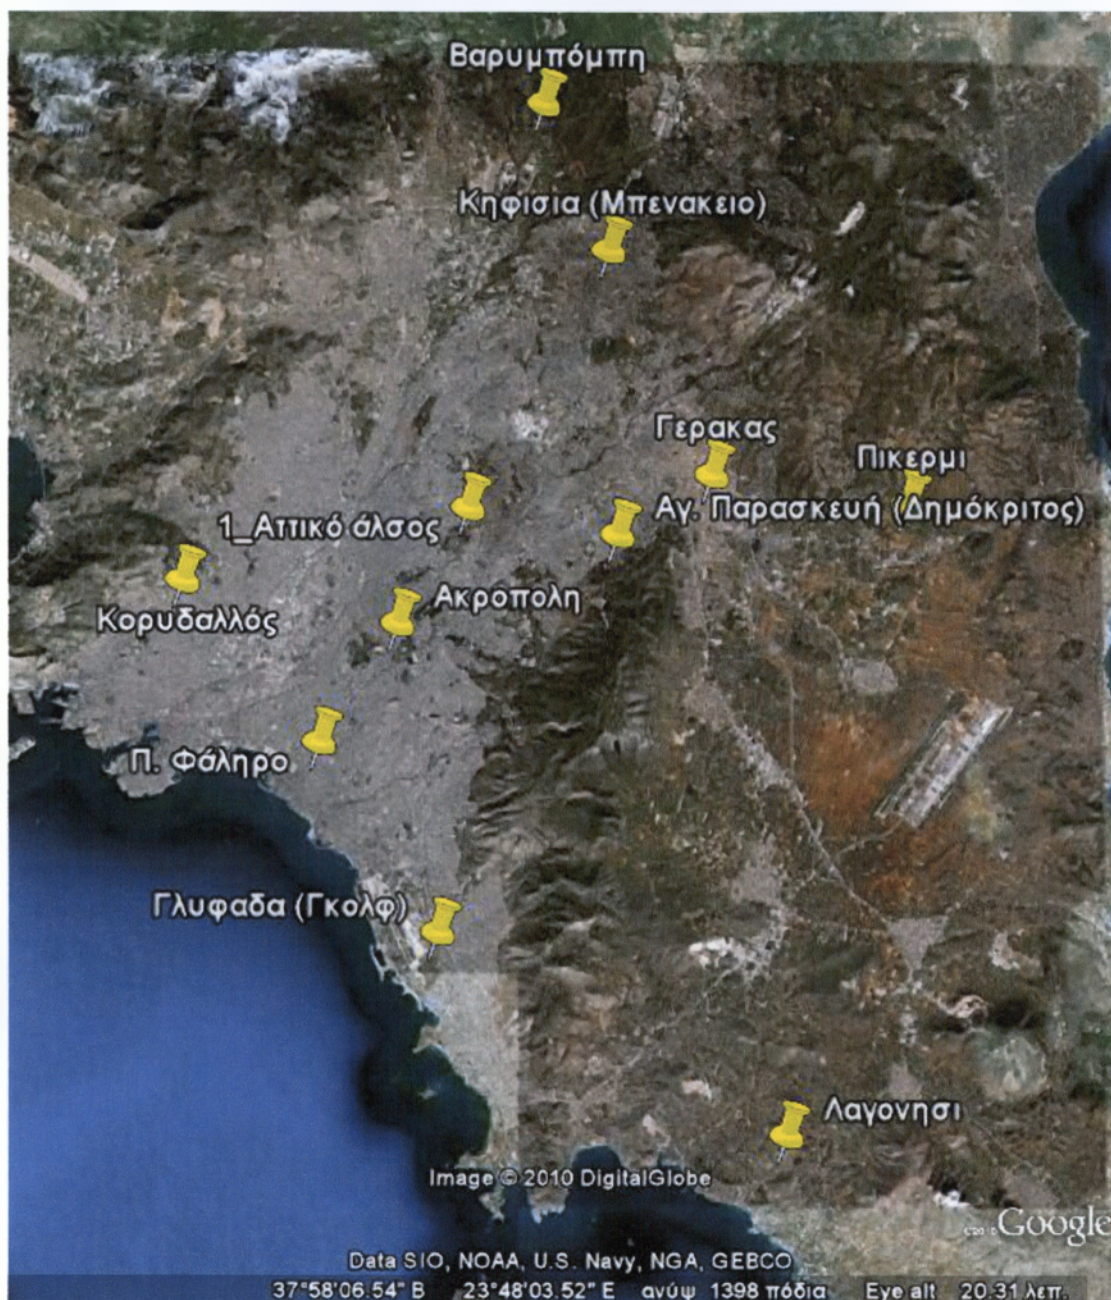 Βαρυμπόμπη
Κηφισια (Μπενακειο)
Γερακας
Πικερμι
Αγ. Παρασκευή (Δημόκριτος)
1_Αττικό άλσος
Ακρόπολη
Κορυδαλλός
Π. Φάληρο
Γλυφαδα (Γκολφ)
Λαγονησι
Image © 2010 DigitalGlobe
Google
Data SIO, NOAA, U.S. Navy, NGA, GEBCO
37°58'06.54" Β 23°48'03.52" Ε ανύψ 1398 πόδια Eye alt 20.31 λεπ.